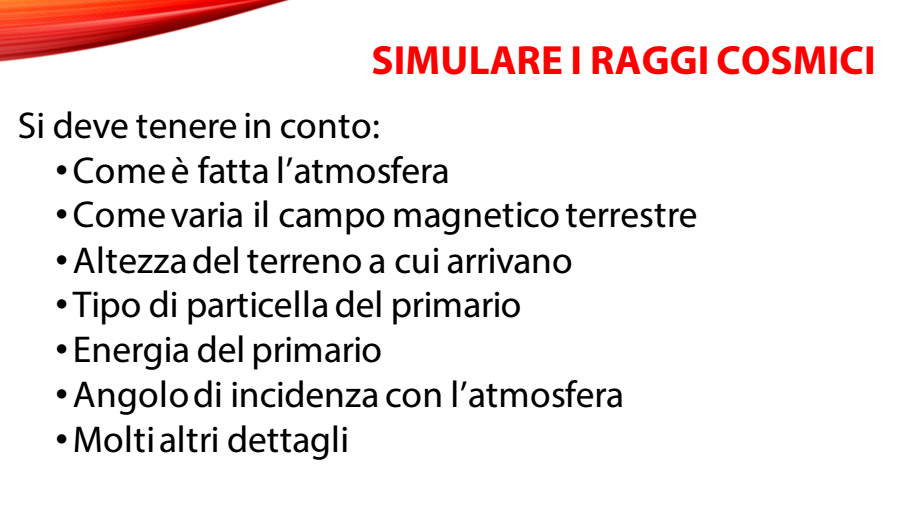 SIMULARE I RAGGI COSMICI
Si deve tenere in conto:
•Come è fatta l’atmosfera
•Come varia il campo magnetico terrestre
•Altezza del terreno a cui arrivano
•Tipo di particella del primario
•Energia del primario
•Angolo di incidenza con l’atmosfera
•Molti altri dettagli